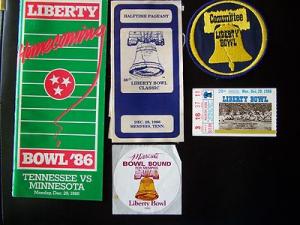 LIBERTY
Homecoming
BOWL '86
TENNESSEE VS
MINNESOTA
Monday, Dec. 29, 1986
HALFTIME PAGEANT
LIBERTY BOWL
CLASSIC
DEC. 29, 1986
MEMPHIS, TENN.
Committee
LIBERTY
BOWL
Mon. Dec. 29, 1986
LIBERTY BOWL
BOWL BOUND
Liberty Bowl